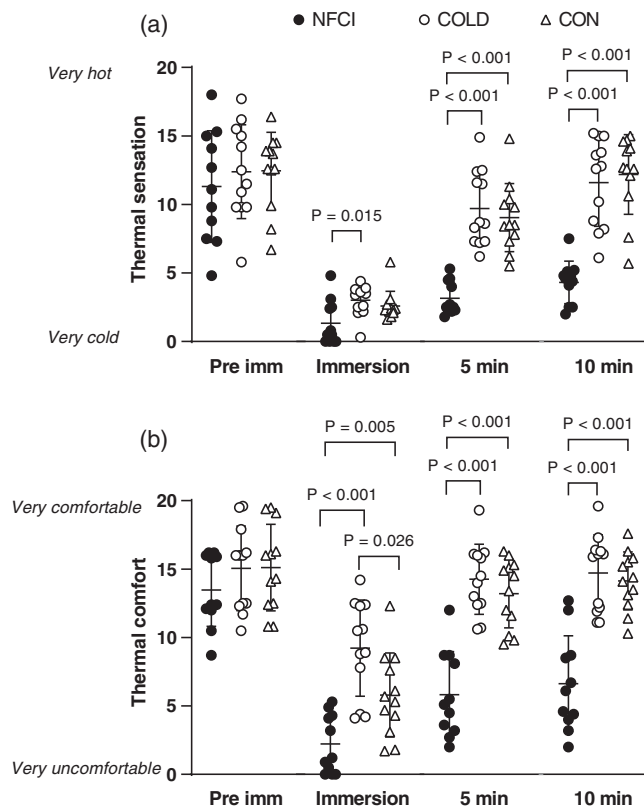 NFCI COLD CON
(a)
P < 0.001 P < 0.001
Very hot
20
P < 0.001 P < 0.001
15
Thermal sensation
10
P = 0.015
5
Very cold
0
Pre imm Immersion 5 min 10 min
(b)
P = 0.005 P < 0.001 P < 0.001
P < 0.001 P < 0.001
Very comfortable
P < 0.001
20
P = 0.026
15
Thermal comfort
10
5
Very uncomfortable
0
Pre imm Immersion 5 min 10 min